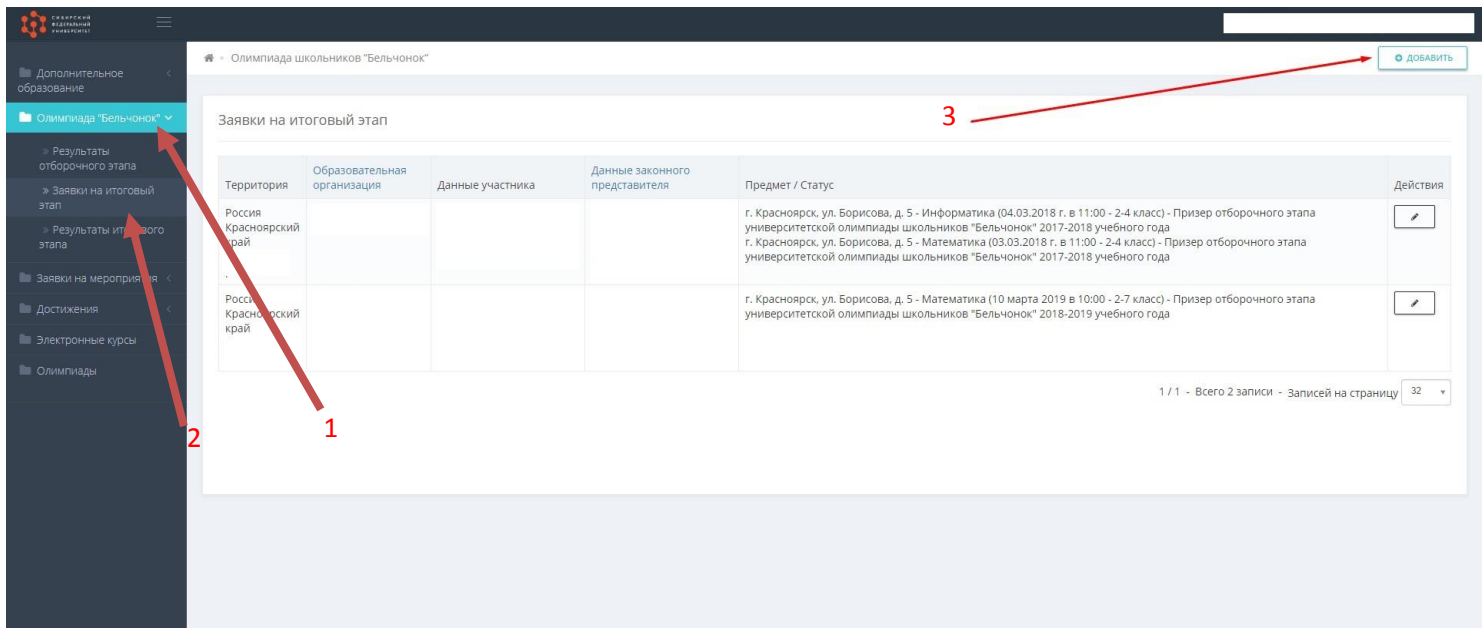 СИБИРСКИЙ
ФЕДЕРАЛЬНЫЙ
УНИВЕРСИТЕТ
Олимпиада школьников "Бельчонок"
ДОБАВИТЬ
Дополнительное
образование
Олимпиада "Бельчонок"
» Результаты
отборочного этапа
» Заявки на итоговый
этап
» Результаты итогового
этапа
Заявки на мероприятия
Достижения
Электронные курсы
Олимпиады
3
Заявки на итоговый этап
Территория
Образовательная
организация
Данные участника
Данные законного
представителя
Предмет / Статус
Действия
Россия
Красноярский
край
.
г. Красноярск, ул. Борисова, д. 5 - Информатика (04.03.2018 г. в 11:00 - 2-4 класс) - Призер отборочного этапа
университетской олимпиады школьников "Бельчонок" 2017-2018 учебного года
г. Красноярск, ул. Борисова, д. 5 - Математика (03.03.2018 г. в 11:00 - 2-4 класс) - Призер отборочного этапа
университетской олимпиады школьников "Бельчонок" 2017-2018 учебного года
Россия
Красноярский
край
г. Красноярск, ул. Борисова, д. 5 - Математика (10 марта 2019 в 10:00 - 2-7 класс) - Призер отборочного этапа
университетской олимпиады школьников "Бельчонок" 2018-2019 учебного года
1 / 1 - Всего 2 записи - Записей на страницу 32
1
2